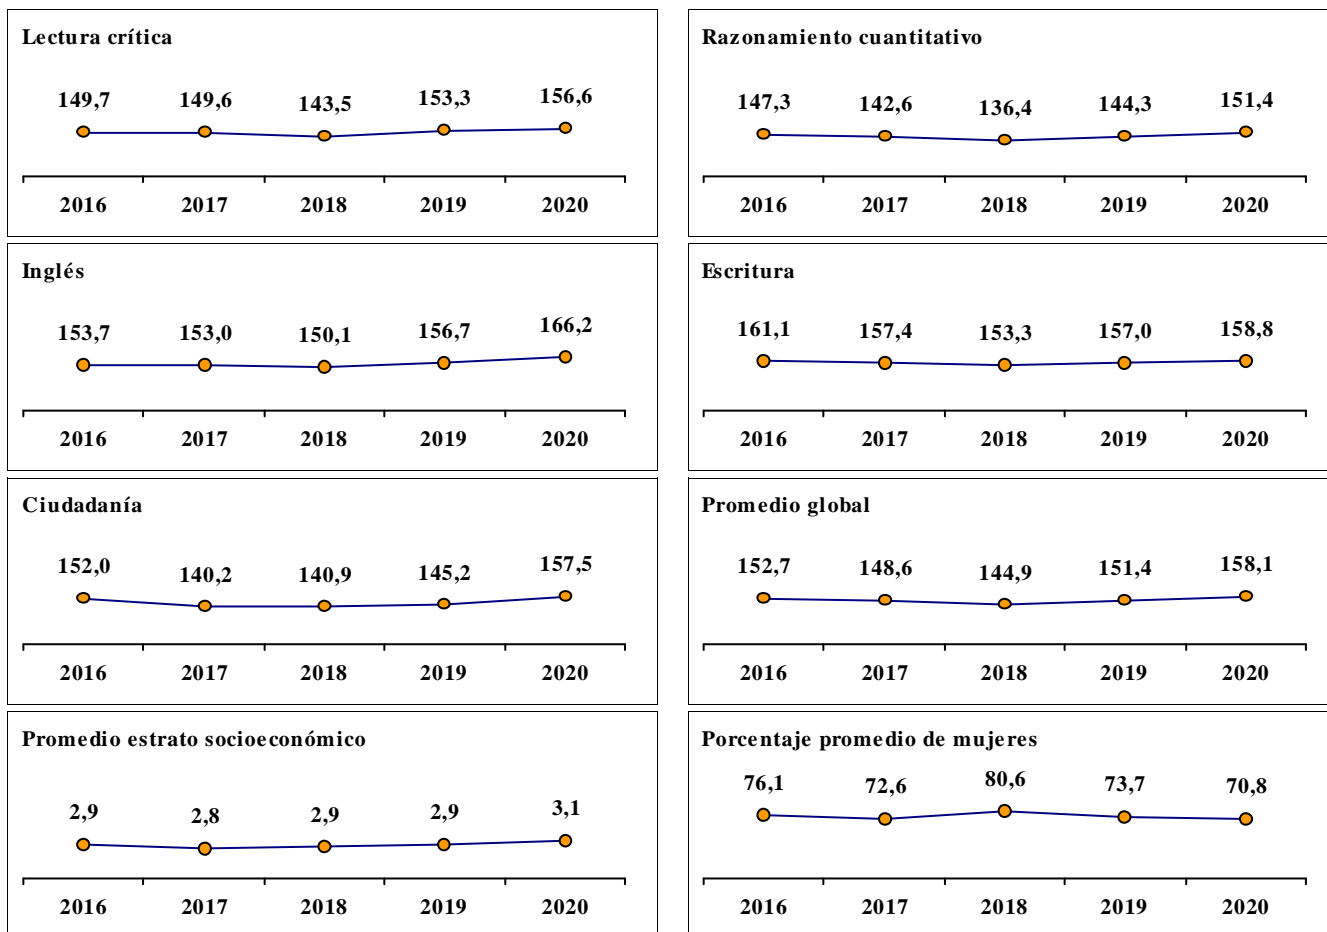 Lectura crítica
149,7 149,6 143,5 153,3 156,6
2016 2017 2018 2019 2020
Razonamiento cuantitativo
147,3 142,6 136,4 144,3 151,4
2016 2017 2018 2019 2020
Inglés
153,7 153,0 150,1 156,7 166,2
2016 2017 2018 2019 2020
Escritura
161,1 157,4 153,3 157,0 158,8
2016 2017 2018 2019 2020
Ciudadanía
152,0 140,2 140,9 145,2 157,5
2016 2017 2018 2019 2020
Promedio global
152,7 148,6 144,9 151,4 158,1
2016 2017 2018 2019 2020
Promedio estrato socioeconómico
2,9 2,8 2,9 2,9 3,1
2016 2017 2018 2019 2020
Porcentaje promedio de mujeres
76,1 72,6 80,6 73,7 70,8
2016 2017 2018 2019 2020